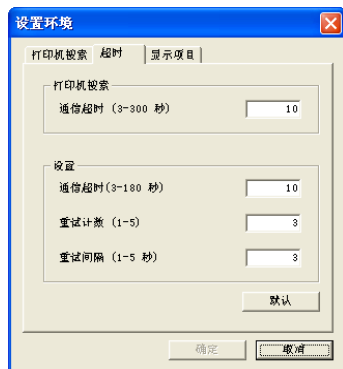 设置环境
打印机搜索 超时 显示项目
打印机搜索
通信超时 (3-300 秒) 10
设置
通信超时(3-180 秒) 10
重试计数 (1-5) 3
重试间隔 (1-5 秒) 3
默认
确定 取消